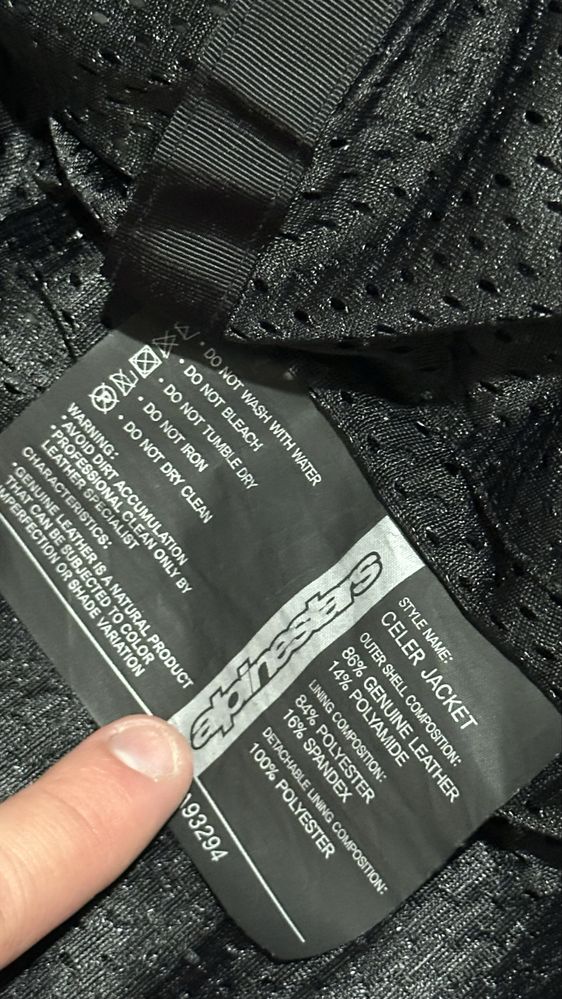 · DO NOT WASH WITH WATER
· DO NOT BLEACH
· DO NOT TUMBLE DRY
· DO NOT IRON
· DO NOT DRY CLEAN
WARNING:
*AVOID DIRT ACCUMULATION
*PROFESSIONAL CLEAN ONLY BY
LEATHER SPECIALIST
CHARACTERISTICS:
*GENUINE LEATHER IS A NATURAL PRODUCT
THAT CAN BE SUBJECTED TO COLOR
IMPERFECTION OR SHADE VARIATION
alpinestars
STYLE NAME:
CELER JACKET
OUTER SHELL COMPOSITION:
86% GENUINE LEATHER
14% POLYAMIDE
LINING COMPOSITION:
84% POLYESTER
16% SPANDEX
DETACHABLE LINING COMPOSITION:
100% POLYESTER
193294